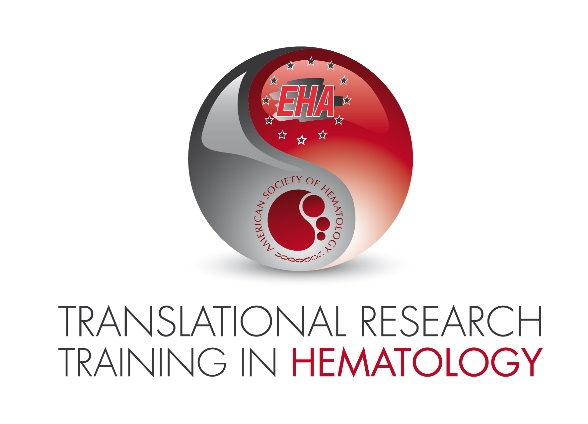 EHA
AMERICAN SOCIETY OF HEMATOLOGY
TRANSLATIONAL RESEARCH
TRAINING IN HEMATOLOGY